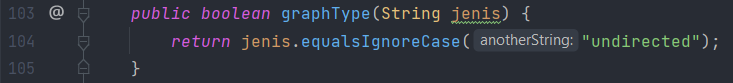 103 @ public boolean graphType(String jenis) {
104 return jenis.equalsIgnoreCase( anotherString: "undirected");
105 }